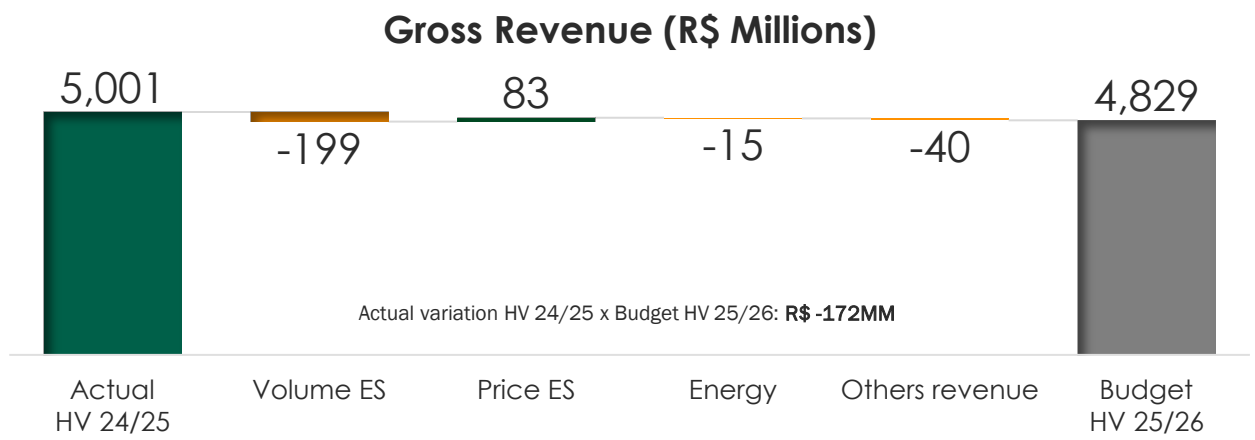 Gross Revenue (R$ Millions)
5,001
83
4,829
-199
-15
-40
Actual variation HV 24/25 x Budget HV 25/26: R$ -172MM
Actual
HV 24/25
Volume ES
Price ES
Energy
Others revenue
Budget
HV 25/26